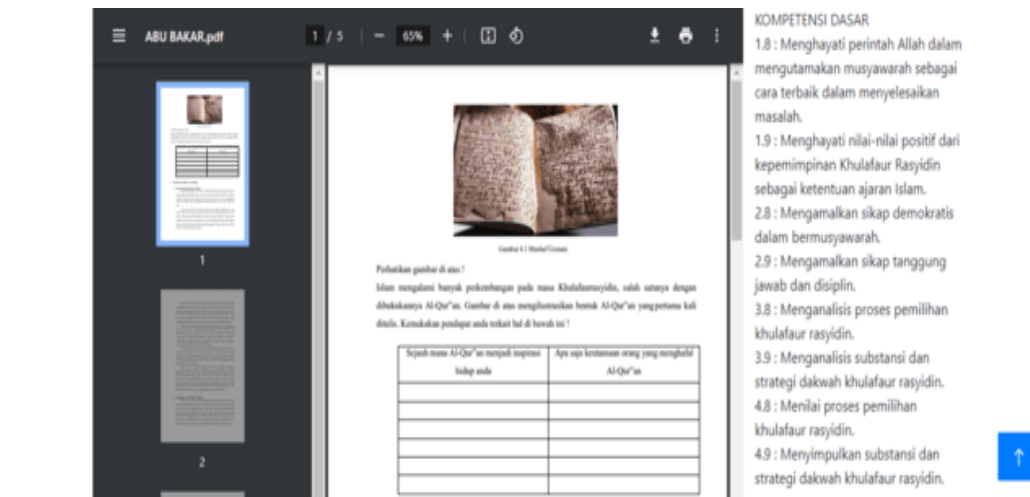 ABU BAKAR.pdf
1 / 5
65%
1
2
Gambar 6.1 Mushaf Usmani
Perhatikan gambar di atas !
Islam mengalami banyak perkembangan pada masa Khulafaurrasyidin, salah satunya dengan
dibukukannya Al-Qur"an. Gambar di atas mengilustrasikan bentuk Al-Qur"an yang pertama kali
ditulis. Kemukakan pendapat anda terkait hal di bawah ini !
Sejauh mana Al-Qur"an menjadi inspirasi
hidup anda
Apa saja keutamaan orang yang menghafal
Al-Qur"an
KOMPETENSI DASAR
1.8 : Menghayati perintah Allah dalam
mengutamakan musyawarah sebagai
cara terbaik dalam menyelesaikan
masalah.
1.9 : Menghayati nilai-nilai positif dari
kepemimpinan Khulafaur Rasyidin
sebagai ketentuan ajaran Islam.
2.8 : Mengamalkan sikap demokratis
dalam bermusyawarah.
2.9 : Mengamalkan sikap tanggung
jawab dan disiplin.
3.8 : Menganalisis proses pemilihan
khulafaur rasyidin.
3.9 : Menganalisis substansi dan
strategi dakwah khulafaur rasyidin.
4.8 : Menilai proses pemilihan
khulafaur rasyidin.
4.9 : Menyimpulkan substansi dan
strategi dakwah khulafaur rasyidin.